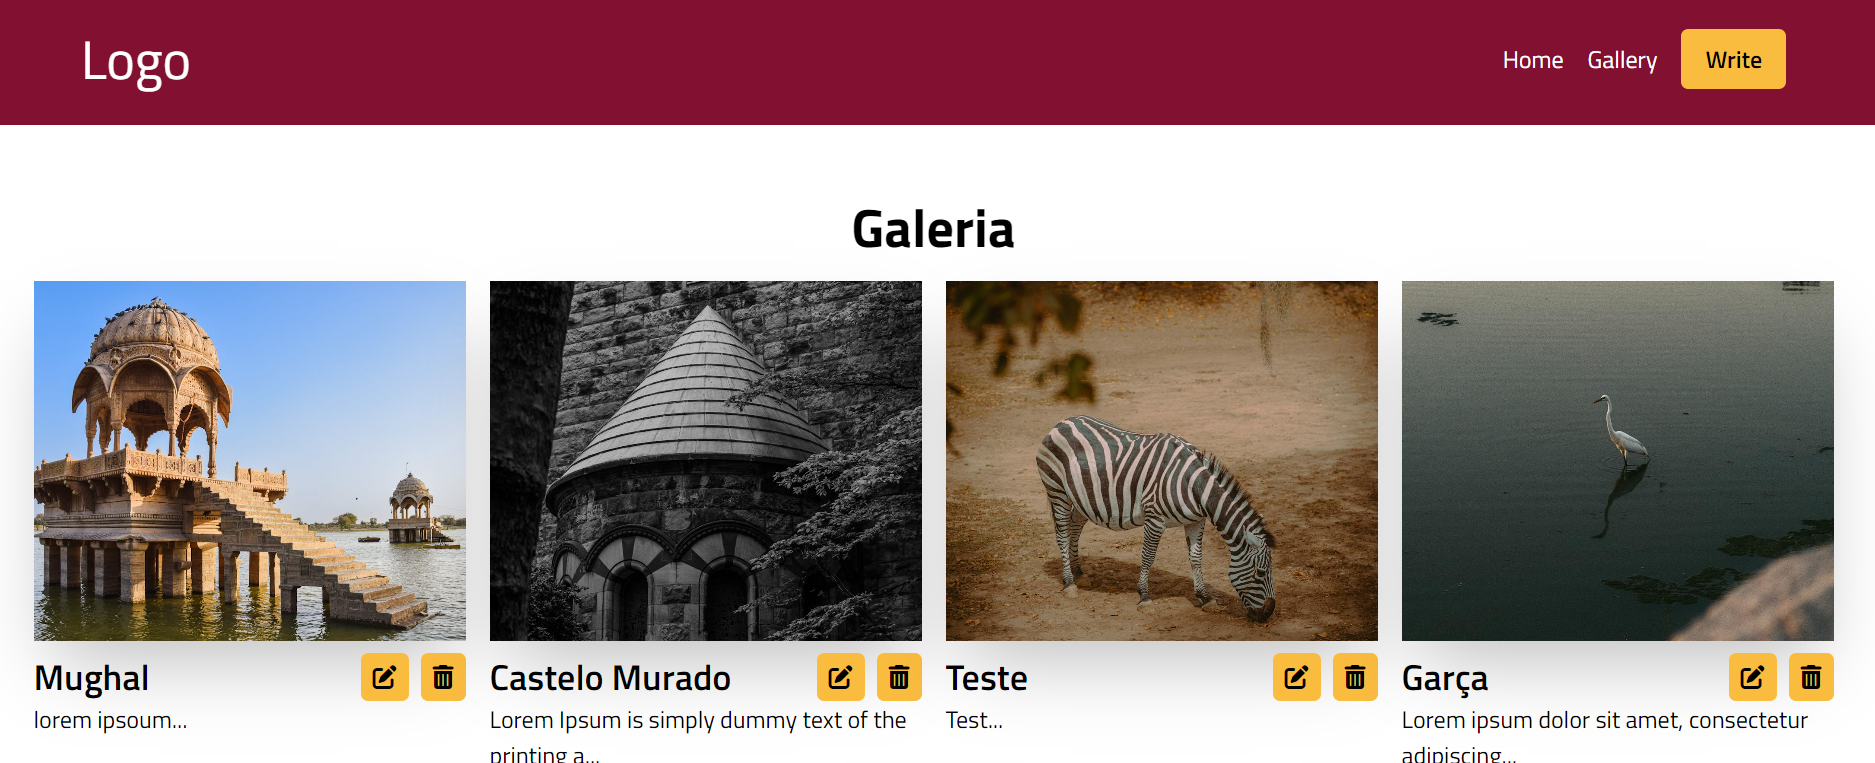 Logo
Home Gallery Write
Galeria
Mughal
lorem ipsoum...
Castelo Murado
Lorem Ipsum is simply dummy text of the
printing a...
Teste
Test...
Garça
Lorem ipsum dolor sit amet, consectetur
adipiscing...